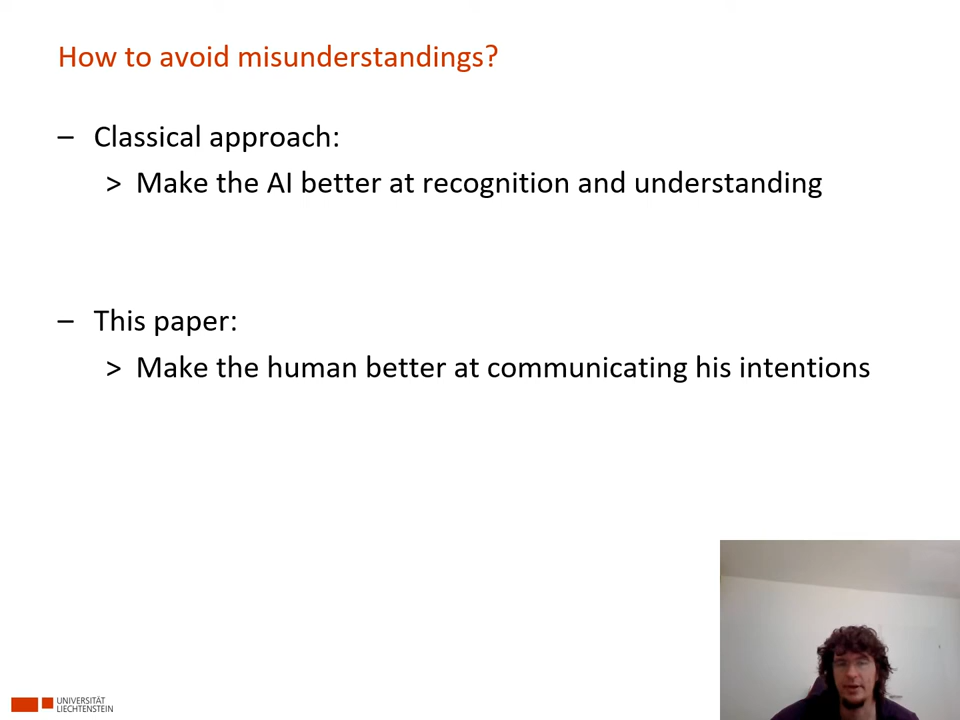 How to avoid misunderstandings?
– Classical approach:
> Make the AI better at recognition and understanding
– This paper:
> Make the human better at communicating his intentions
UNIVERSITÄT
LIECHTENSTEIN